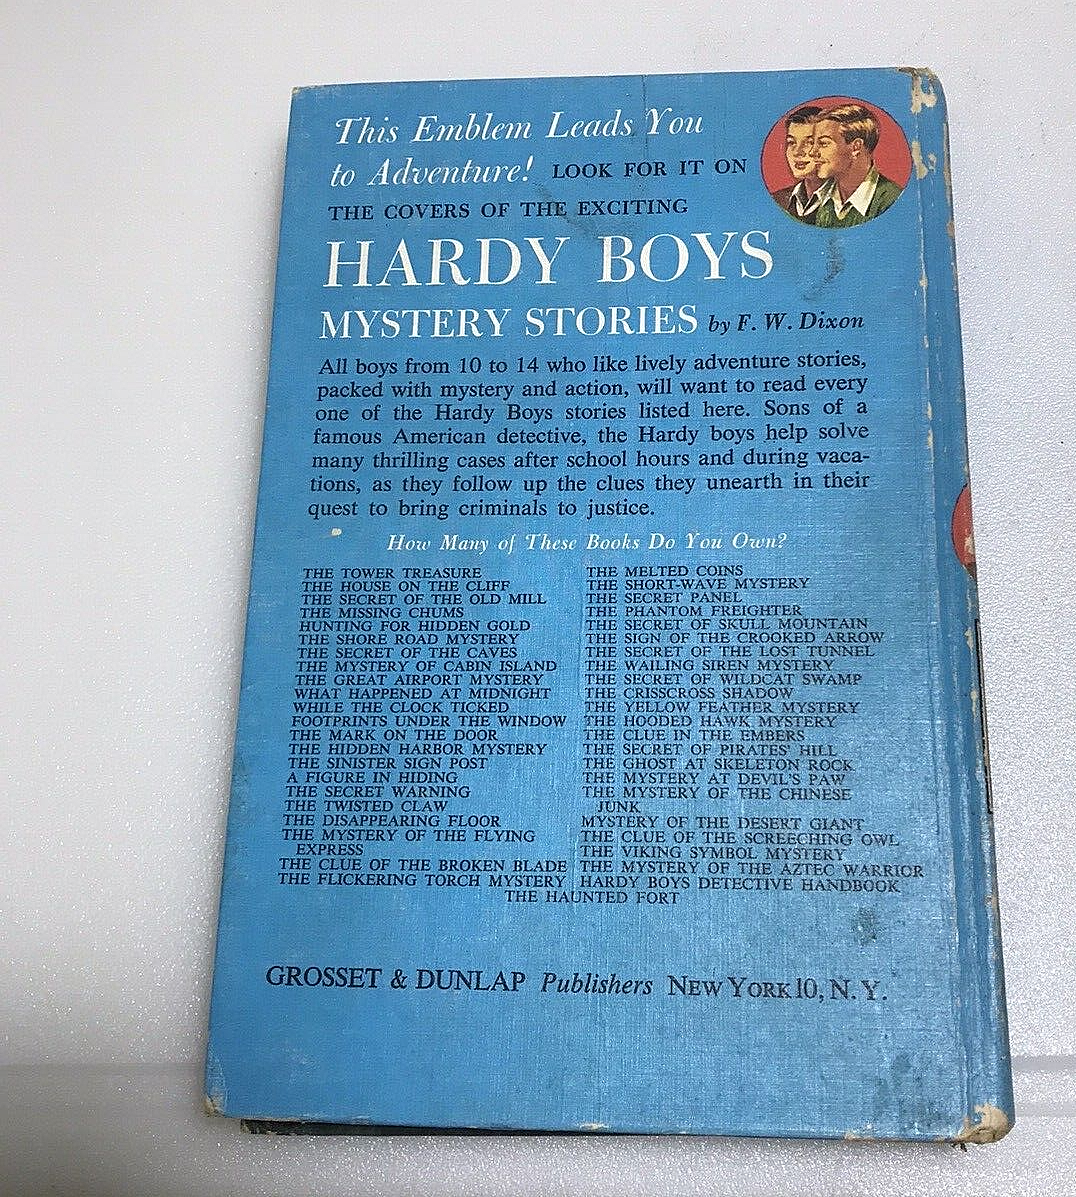 This Emblem Leads You
to Adventure! LOOK FOR IT ON
THE COVERS OF THE EXCITING
HARDY BOYS
MYSTERY STORIES by F. W. Dixon
All boys from 10 to 14 who like lively adventure stories,
packed with mystery and action, will want to read every
one of the Hardy Boys stories listed here. Sons of a
famous American detective, the Hardy boys help solve
many thrilling cases after school hours and during vaca-
tions, as they follow up the clues they unearth in their
quest to bring criminals to justice.
How Many of These Books Do You Own?
THE TOWER TREASURE
THE HOUSE ON THE CLIFF
THE SECRET OF THE OLD MILL
THE MISSING CHUMS
HUNTING FOR HIDDEN GOLD
THE SHORE ROAD MYSTERY
THE SECRET OF THE CAVES
THE MYSTERY OF CABIN ISLAND
THE GREAT AIRPORT MYSTERY
WHAT HAPPENED AT MIDNIGHT
WHILE THE CLOCK TICKED
FOOTPRINTS UNDER THE WINDOW
THE MARK ON THE DOOR
THE HIDDEN HARBOR MYSTERY
THE SINISTER SIGN POST
A FIGURE IN HIDING
THE SECRET WARNING
THE TWISTED CLAW
THE DISAPPEARING FLOOR
THE MYSTERY OF THE FLYING
EXPRESS
THE CLUE OF THE BROKEN BLADE
THE FLICKERING TORCH MYSTERY
THE MELTED COINS
THE SHORT-WAVE MYSTERY
THE SECRET PANEL
THE PHANTOM FREIGHTER
THE SECRET OF SKULL MOUNTAIN
THE SIGN OF THE CROOKED ARROW
THE SECRET OF THE LOST TUNNEL
THE WAILING SIREN MYSTERY
THE SECRET OF WILDCAT SWAMP
THE CRISSCROSS SHADOW
THE YELLOW FEATHER MYSTERY
THE HOODED HAWK MYSTERY
THE CLUE IN THE EMBERS
THE SECRET OF PIRATES' HILL
THE GHOST AT SKELETON ROCK
THE MYSTERY AT DEVIL'S PAW
THE MYSTERY OF THE CHINESE
JUNK
MYSTERY OF THE DESERT GIANT
THE CLUE OF THE SCREECHING OWL
THE VIKING SYMBOL MYSTERY
THE MYSTERY OF THE AZTEC WARRIOR
HARDY BOYS DETECTIVE HANDBOOK
THE HAUNTED FORT
GROSSET & DUNLAP Publishers NEW YORK 10, N. Y.